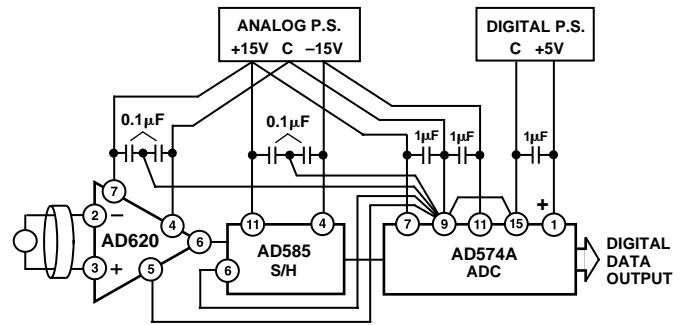 ANALOG P.S.
+15V C –15V
DIGITAL P.S.
C +5V
0.1µF
0.1µF
1µF
1µF
1µF
7
2
–
4
11
4
7
9
11
15
+
1
AD620
6
3
+
5
AD585
S/H
6
AD574A
ADC
DIGITAL
DATA
OUTPUT